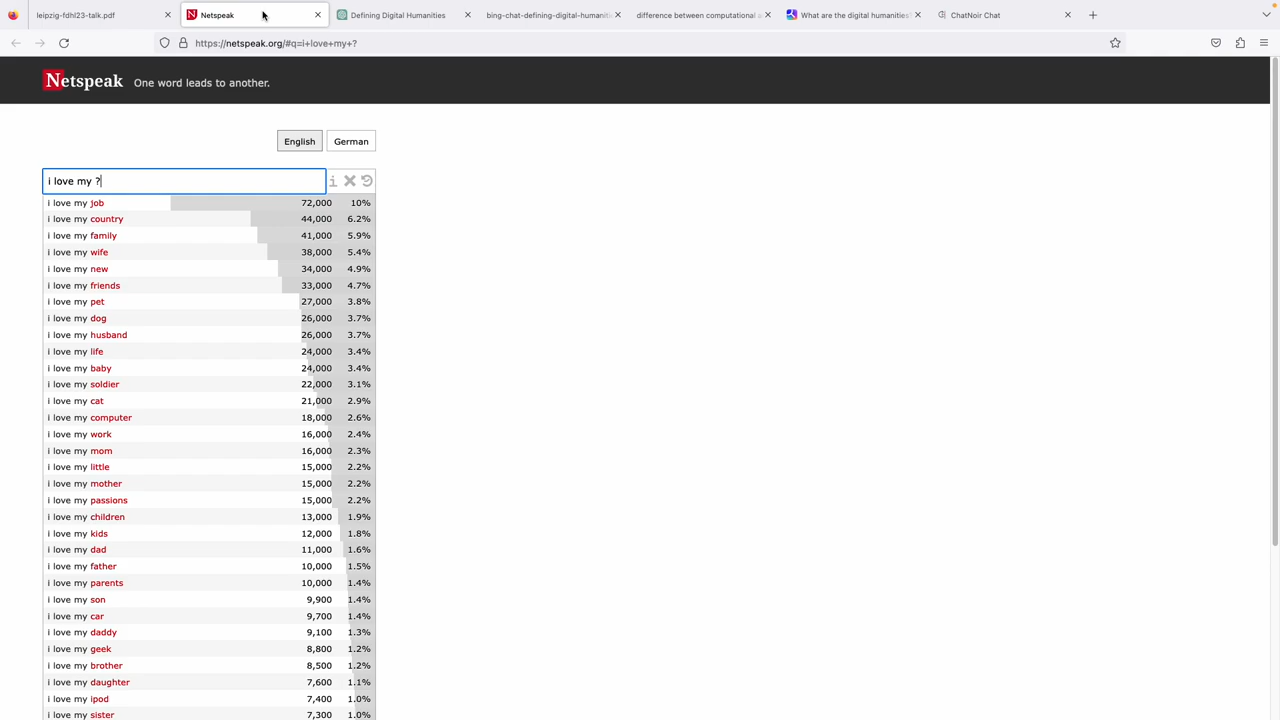 leipzig-fdhl23-talk.pdf
Netspeak
Defining Digital Humanities
bing-chat-defining-digital-humanitie
difference between computational a
What are the digital humanities?
ChatNoir Chat
https://netspeak.org/#q=i+love+my+?
Netspeak One word leads to another.
English German
i love my ?
i love my job 72,000 10%
i love my country 44,000 6.2%
i love my family 41,000 5.9%
i love my wife 38,000 5.4%
i love my new 34,000 4.9%
i love my friends 33,000 4.7%
i love my pet 27,000 3.8%
i love my dog 26,000 3.7%
i love my husband 26,000 3.7%
i love my life 24,000 3.4%
i love my baby 24,000 3.4%
i love my soldier 22,000 3.1%
i love my cat 21,000 2.9%
i love my computer 18,000 2.6%
i love my work 16,000 2.4%
i love my mom 16,000 2.3%
i love my little 15,000 2.2%
i love my mother 15,000 2.2%
i love my passions 15,000 2.2%
i love my children 13,000 1.9%
i love my kids 12,000 1.8%
i love my dad 11,000 1.6%
i love my father 10,000 1.5%
i love my parents 10,000 1.4%
i love my son 9,900 1.4%
i love my car 9,700 1.4%
i love my daddy 9,100 1.3%
i love my geek 8,800 1.2%
i love my brother 8,500 1.2%
i love my daughter 7,600 1.1%
i love my ipod 7,400 1.0%
i love my sister 7,300 1.0%